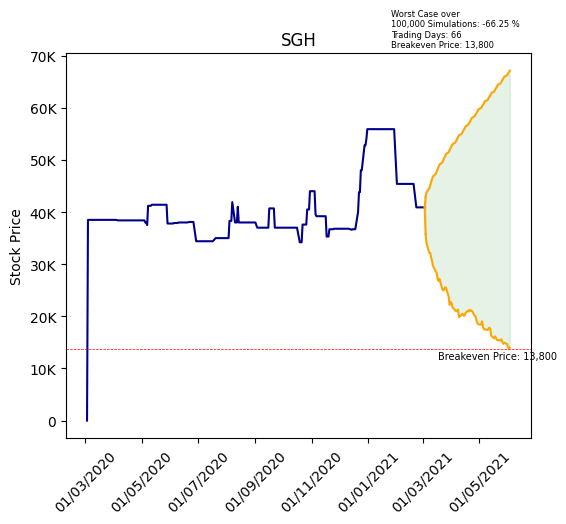 Worst Case over
100,000 Simulations: -66.25 %
Trading Days: 66
Breakeven Price: 13,800
SGH
70K
60K
50K
40K
30K
20K
10K
0
Stock Price
Breakeven Price: 13,800
01/03/2020
01/05/2020
01/07/2020
01/09/2020
01/11/2020
01/01/2021
01/03/2021
01/05/2021